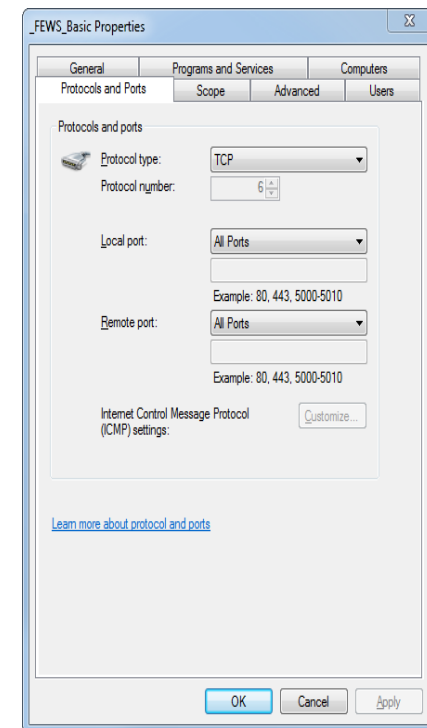 _FEWS_Basic Properties
X
General Programs and Services Computers
Protocols and Ports Scope Advanced Users
Protocols and ports
Protocol type: TCP
Protocol number: 6
Local port: All Ports
Example: 80, 443, 5000-5010
Remote port: All Ports
Example: 80, 443, 5000-5010
Internet Control Message Protocol
(ICMP) settings: Customize...
Learn more about protocol and ports
OK Cancel Apply